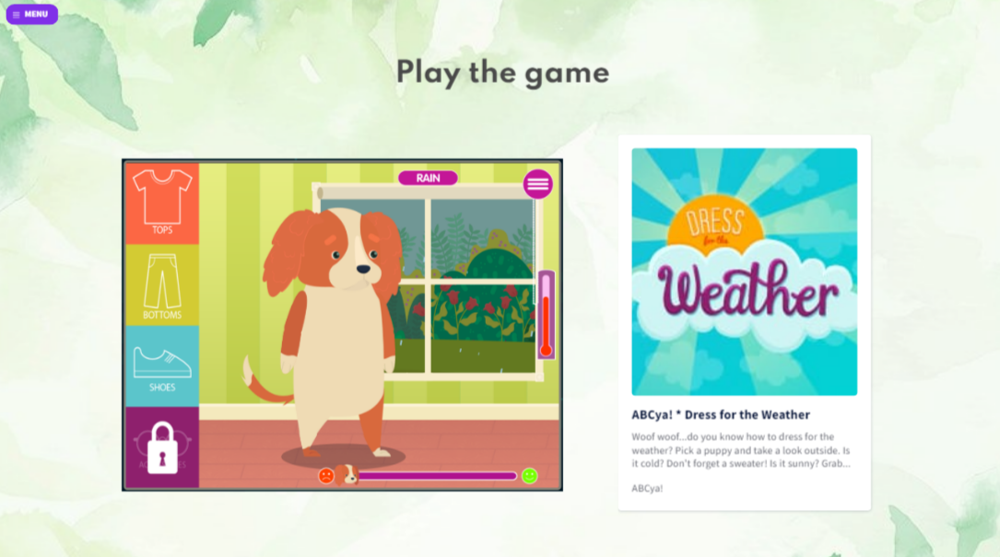 MENU
Play the game
TOPS
BOTTOMS
SHOES
RAIN
DRESS
for the
Weather
ABCya! * Dress for the Weather
Woof woof...do you know how to dress for the
weather? Pick a puppy and take a look outside. Is
it cold? Don't forget a sweater! Is it sunny? Grab...
ABCya!